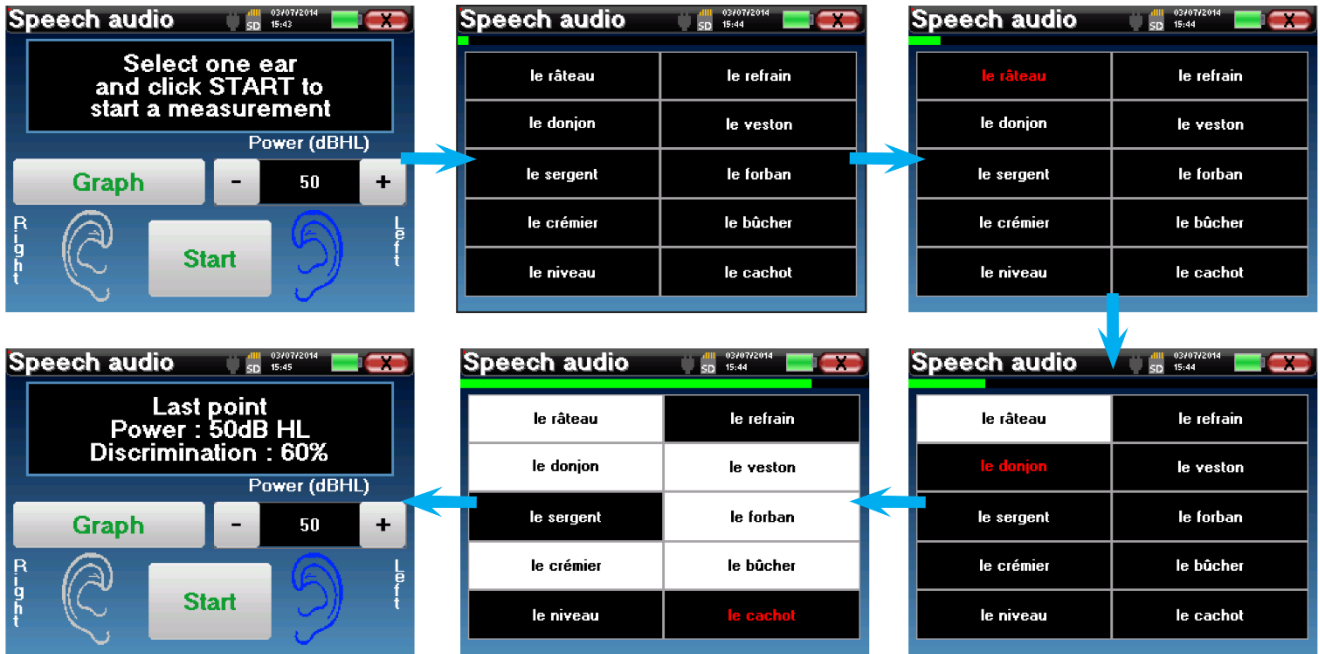 Speech audio SD 03/07/2014 15:43 X
Select one ear
and click START to
start a measurement
Power (dBHL)
Graph - 50 +
Right Start Left
Speech audio SD 03/07/2014 15:44 X
le râteau le refrain
le donjon le veston
le sergent le forban
le crémier le bûcher
le niveau le cachot
Speech audio SD 03/07/2014 15:44 X
le râteau le refrain
le donjon le veston
le sergent le forban
le crémier le bûcher
le niveau le cachot
Speech audio SD 03/07/2014 15:45 X
Last point
Power : 50dB HL
Discrimination : 60%
Power (dBHL)
Graph - 50 +
Right Start Left
Speech audio SD 03/07/2014 15:44 X
le râteau le refrain
le donjon le veston
le sergent le forban
le crémier le bûcher
le niveau le cachot
Speech audio SD 03/07/2014 15:44 X
le râteau le refrain
le donjon le veston
le sergent le forban
le crémier le bûcher
le niveau le cachot